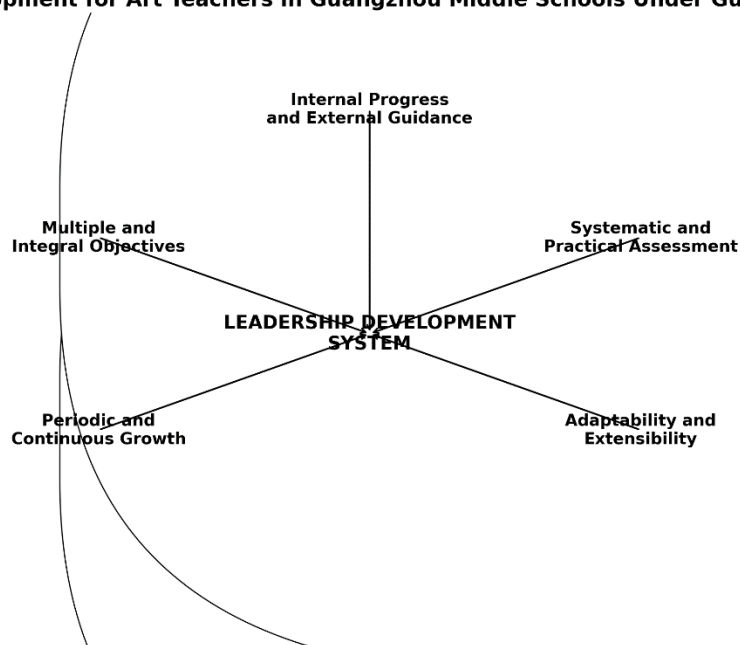 opment for Art Teachers in Guangzhou Middle Schools Under Gu
Internal Progress
and External Guidance
Multiple and
Integral Objectives
Systematic and
Practical Assessment
LEADERSHIP DEVELOPMENT
SYSTEM
Periodic and
Continuous Growth
Adaptability and
Extensibility